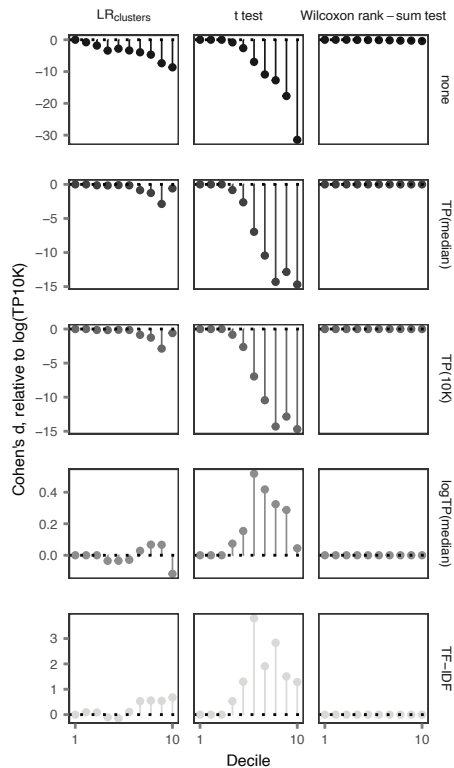 LRclusters t test Wilcoxon rank−sum test
0
−10
−20
−30
none
0
−5
−10
−15
TP(median)
0
−5
−10
−15
TP(10K)
0.4
0.2
0.0
logTP(median)
3
2
1
0
TF−IDF
1 10 1 10 1 10
Decile
Cohen's d, relative to log(TP10K)